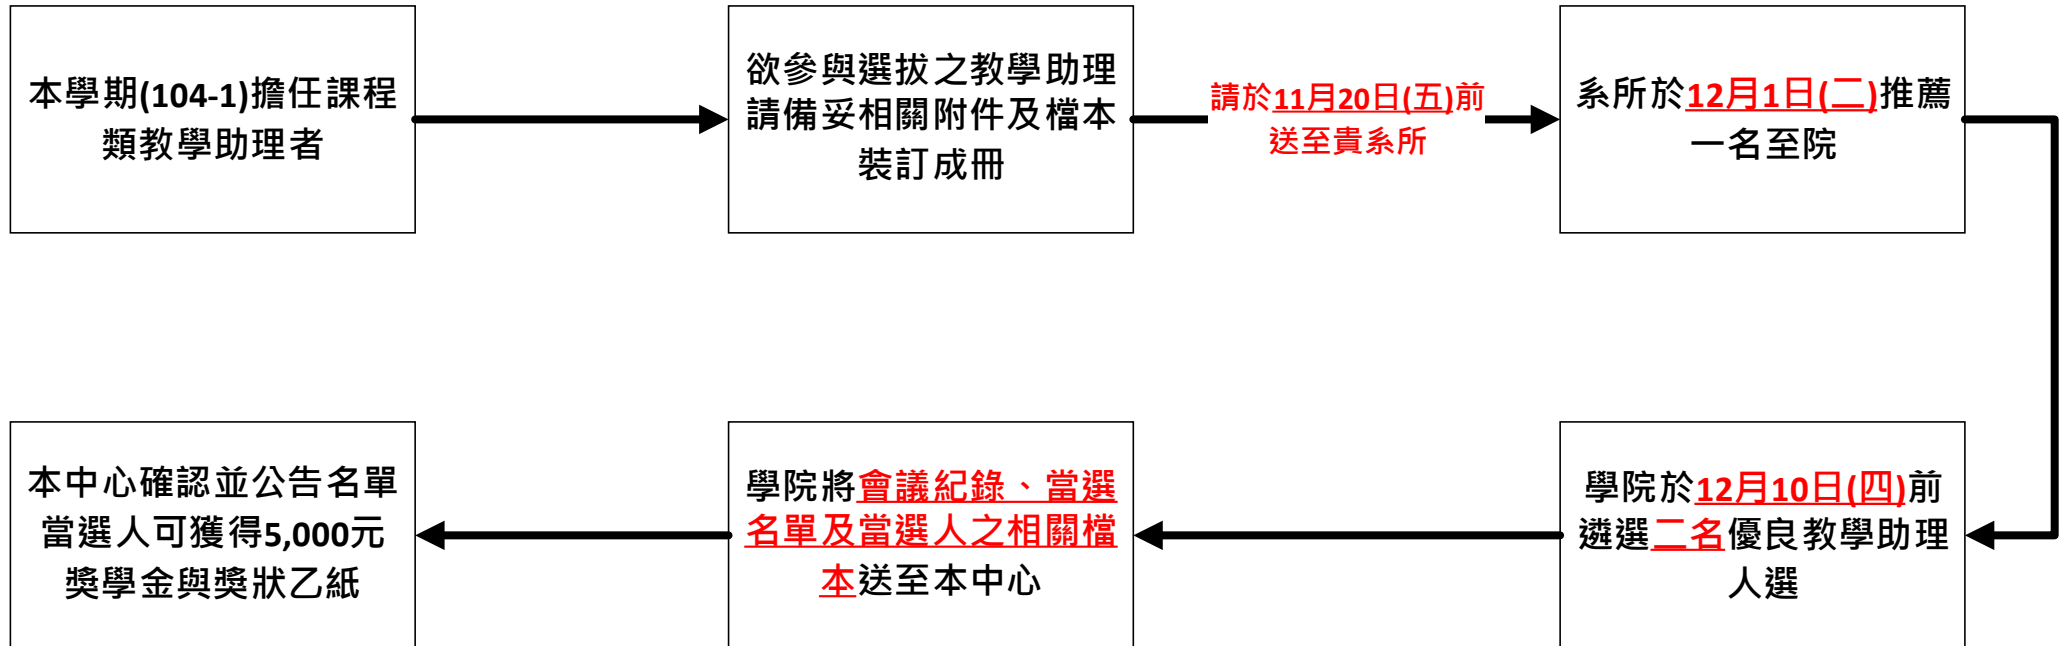 本學期(104-1)擔任課程
類教學助理者
欲參與選拔之教學助理
請備妥相關附件及檔本
裝訂成冊
請於11月20日(五)前
送至貴系所
系所於12月1日(二)推薦
一名至院
學院於12月10日(四)前
遴選二名優良教學助理
人選
學院將會議紀錄、當選
名單及當選人之相關檔
本送至本中心
本中心確認並公告名單
當選人可獲得5,000元
獎學金與獎狀乙紙